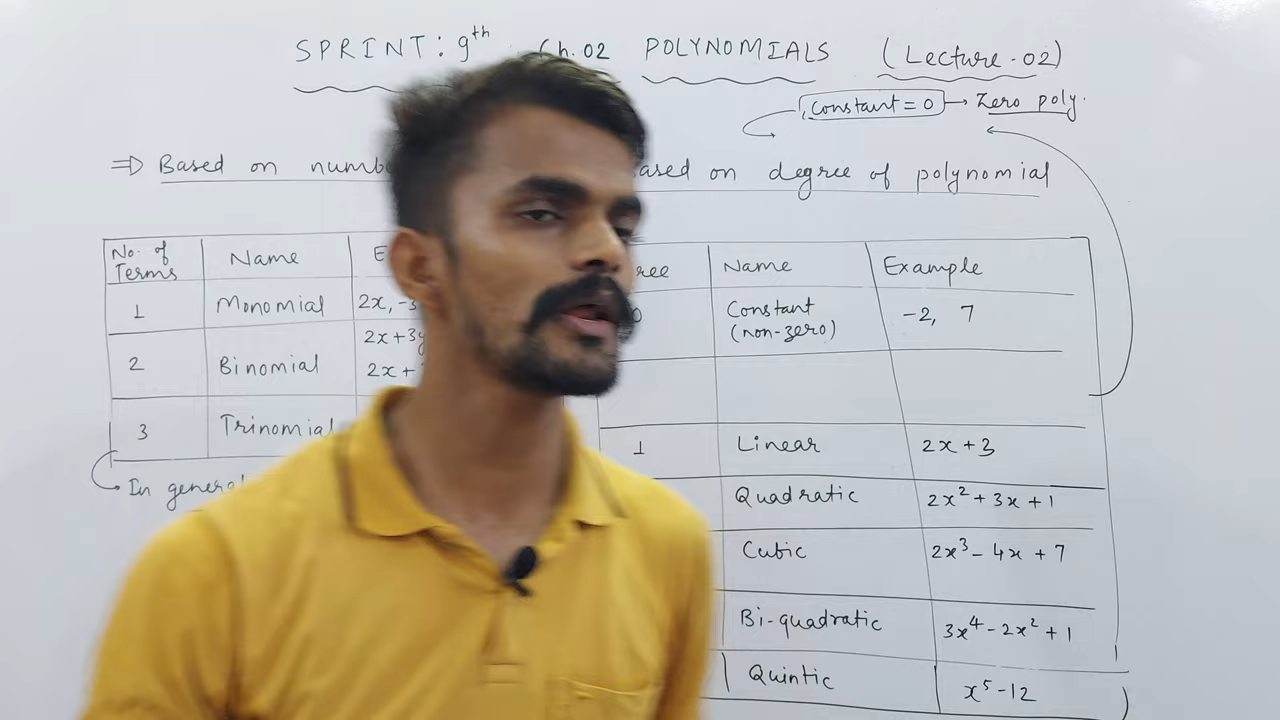 SPRINT: 9th Ch. 02 POLYNOMIALS (Lecture-02)
Constant = 0 → Zero poly.
⇒ Based on on degree of polynomial
No. of Terms Name
1 Monomial 2x,
2 Binomial 2x+3y
2x+
3 Trinomial
In general
Name Example
0 Constant (non-zero) -2, 7
1 Linear 2x+3
Quadratic 2x²+3x+1
Cubic 2x³-4x+7
Bi-quadratic 3x⁴-2x²+1
Quintic x⁵-12